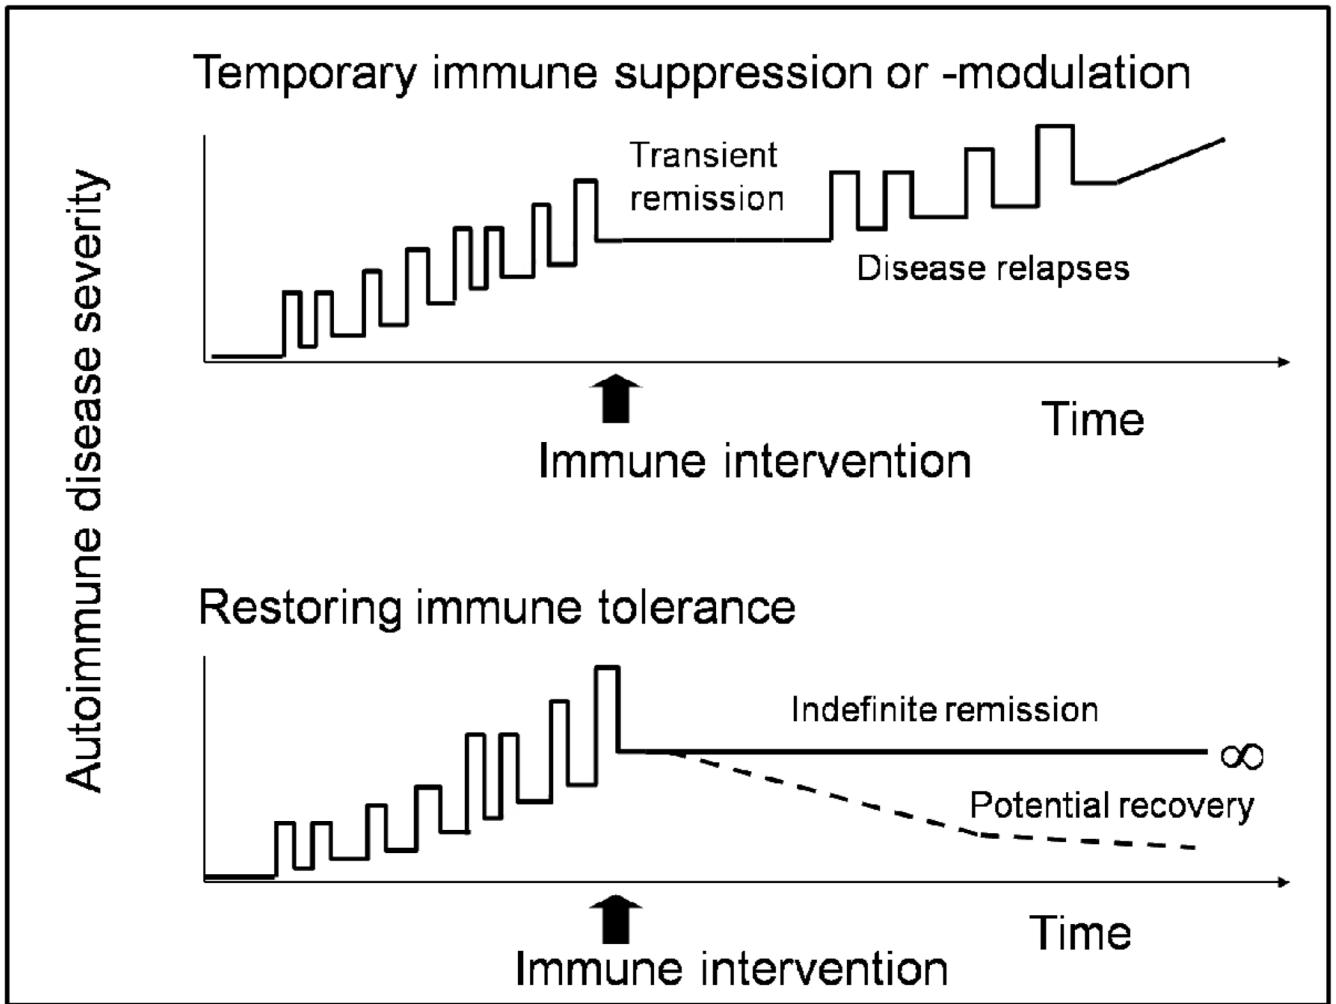 Temporary immune suppression or -modulation
Transient
remission
Disease relapses
Time
Immune intervention
Autoimmune disease severity
Restoring immune tolerance
Indefinite remission
∞
Potential recovery
Time
Immune intervention